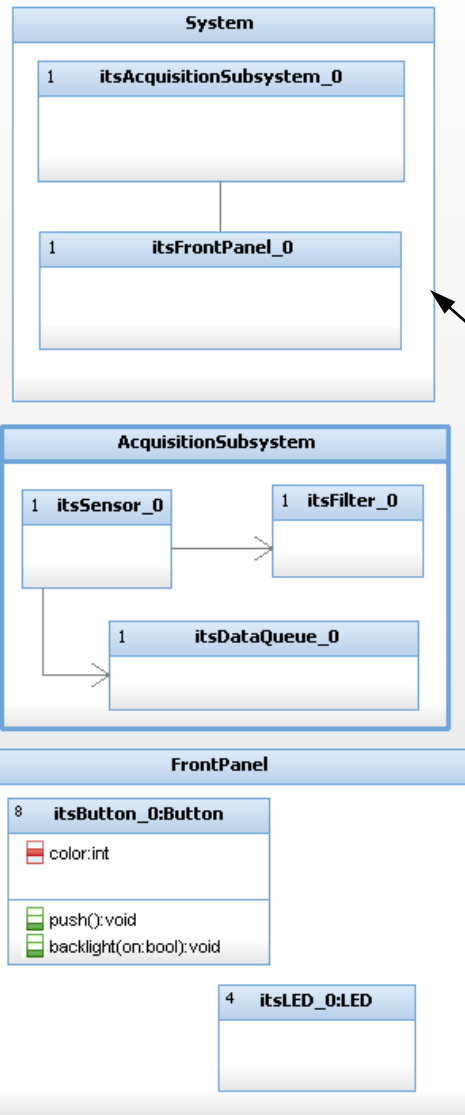 System
1 itsAcquisitionSubsystem_0
1 itsFrontPanel_0
AcquisitionSubsystem
1 itsSensor_0
1 itsFilter_0
1 itsDataQueue_0
FrontPanel
8 itsButton_0:Button
color:int
push():void
backlight(on:bool):void
4 itsLED_0:LED